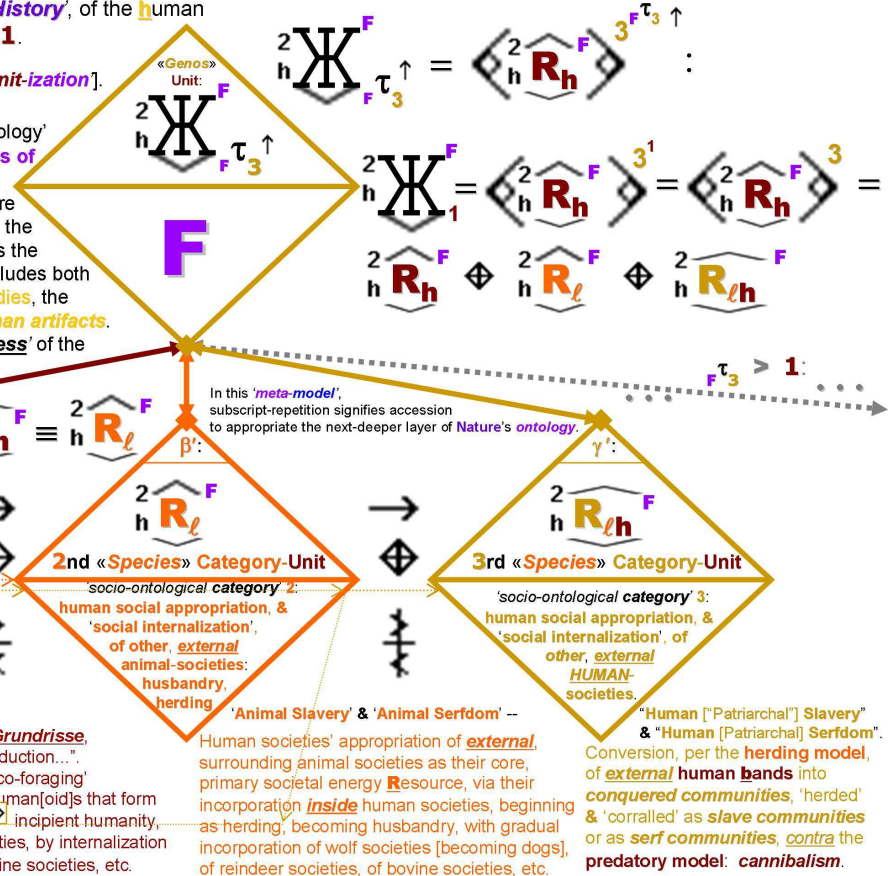 History', of the human
1.
nit-ization'].
ology'
s of
re
the
s the
cludes both
dies, the
an artifacts.
ess' of the
«Genos»
Unit:
2 h Ж F F τ 3 ↑
F
2 h Ж F F τ 3 ↑ = 〈 2 h R h F 〉 3 F τ 3 ↑ :
2 h Ж F 1 = 〈 2 h R h F 〉 3 1 = 〈 2 h R h F 〉 3 =
2 h R h F ⊕ 2 h R ℓ F ⊕ 2 h R ℓh F
F τ 3 > 1:
... ...
In this 'meta-model',
subscript-repetition signifies accession
to appropriate the next-deeper layer of Nature's ontology.
h F ≡ 2 h R ℓ F
β':
2 h R ℓ F
2nd «Species» Category-Unit
'socio-ontological category' 2:
human social appropriation, &
'social internalization',
of other, external
animal-societies:
husbandry,
herding
→
γ':
2 h R ℓh F
3rd «Species» Category-Unit
'socio-ontological category' 3:
human social appropriation, &
'social internalization', of
other, external
HUMAN-
societies.
Grundrisse,
duction...".
co-foraging'
uman[oid]s that form
incipient humanity,
ties, by internalization
ine societies, etc.
'Animal Slavery' & 'Animal Serfdom' --
Human societies' appropriation of external,
surrounding animal societies as their core,
primary societal energy Resource, via their
incorporation inside human societies, beginning
as herding, becoming husbandry, with gradual
incorporation of wolf societies [becoming dogs],
of reindeer societies, of bovine societies, etc.
"Human ["Patriarchal"] Slavery"
& "Human [Patriarchal] Serfdom".
Conversion, per the herding model,
of external human bands into
conquered communities, 'herded'
& 'corralled' as slave communities
or as serf communities, contra the
predatory model: cannibalism.